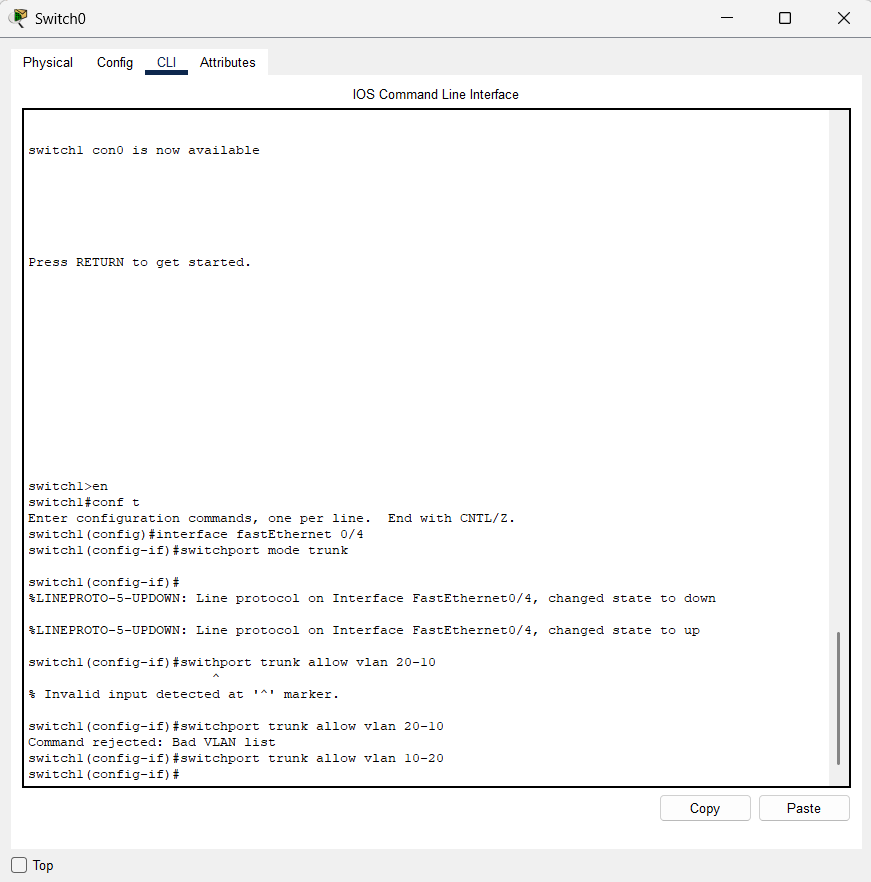 Switch0
Physical Config CLI Attributes
IOS Command Line Interface
switch1 con0 is now available
Press RETURN to get started.
switch1>en
switch1#conf t
Enter configuration commands, one per line.  End with CNTL/Z.
switch1(config)#interface fastEthernet 0/4
switch1(config-if)#switchport mode trunk
switch1(config-if)#
%LINEPROTO-5-UPDOWN: Line protocol on Interface FastEthernet0/4, changed state to down
%LINEPROTO-5-UPDOWN: Line protocol on Interface FastEthernet0/4, changed state to up
switch1(config-if)#swithport trunk allow vlan 20-10
^
% Invalid input detected at '^' marker.
switch1(config-if)#switchport trunk allow vlan 20-10
Command rejected: Bad VLAN list
switch1(config-if)#switchport trunk allow vlan 10-20
switch1(config-if)#
Copy Paste
Top